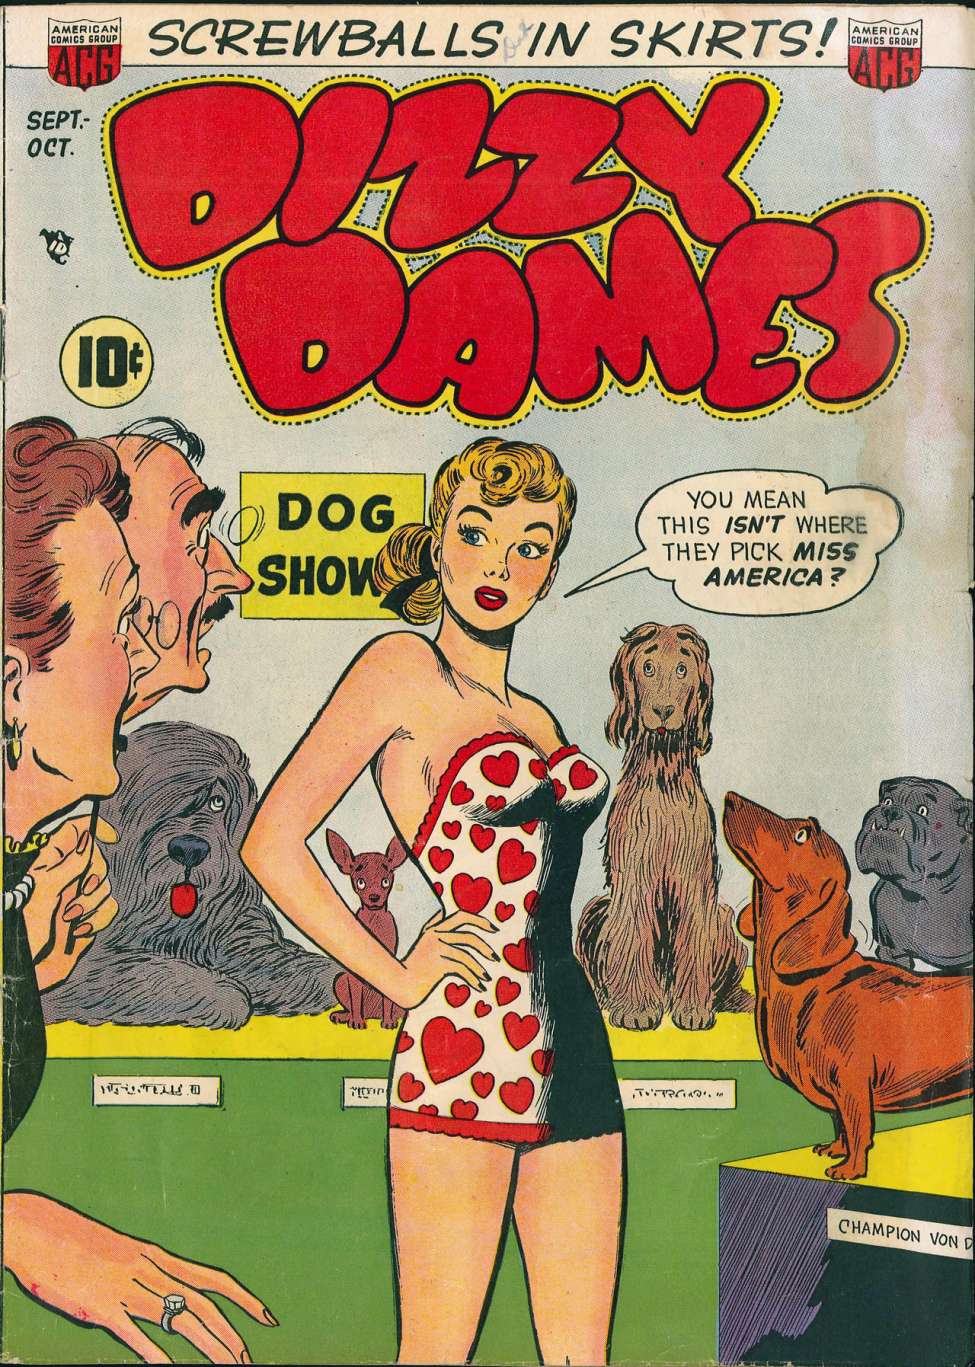 AMERICAN
COMICS GROUP
ACG
SCREWBALLS IN SKIRTS!
AMERICAN
COMICS GROUP
ACG
SEPT.-
OCT.
DIZZY
DAMES
10¢
DOG
SHOW
YOU MEAN
THIS ISN'T WHERE
THEY PICK MISS
AMERICA?
CHAMPION VON D